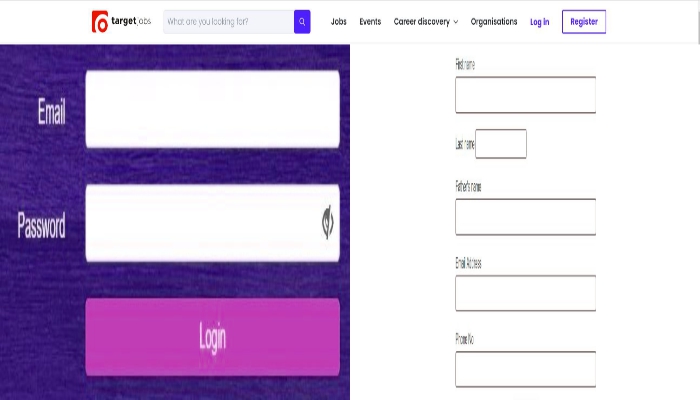 targetjobs
What are you looking for?
Jobs
Events
Career discovery
Organisations
Log in
Register
Email
Password
Login
First name
Last name
Father's name
Email Address
Phone No